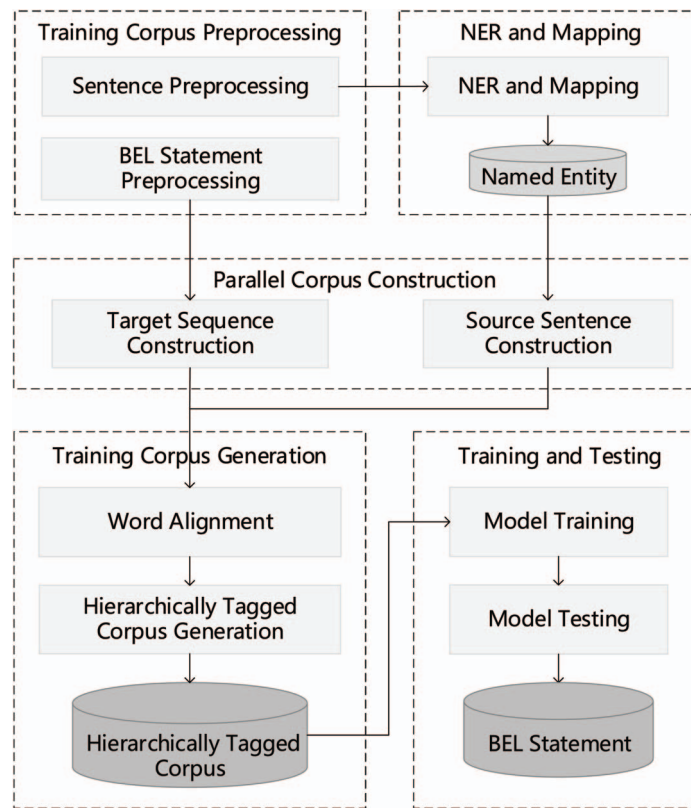 Training Corpus Preprocessing
Sentence Preprocessing
BEL Statement
Preprocessing
NER and Mapping
NER and Mapping
Named Entity
Parallel Corpus Construction
Target Sequence
Construction
Source Sentence
Construction
Training Corpus Generation
Word Alignment
Hierarchically Tagged
Corpus Generation
Hierarchically Tagged
Corpus
Training and Testing
Model Training
Model Testing
BEL Statement